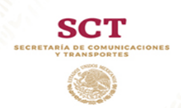 SCT
SECRETARÍA DE COMUNICACIONES
Y TRANSPORTES